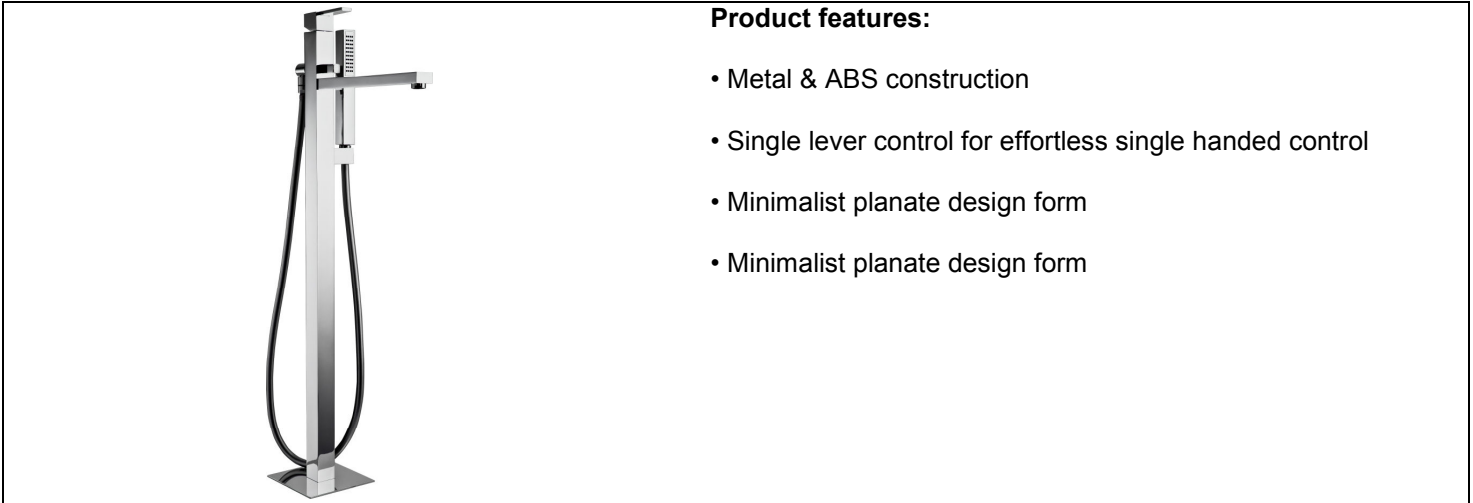 Product features:
• Metal & ABS construction
• Single lever control for effortless single handed control
• Minimalist planate design form
• Minimalist planate design form